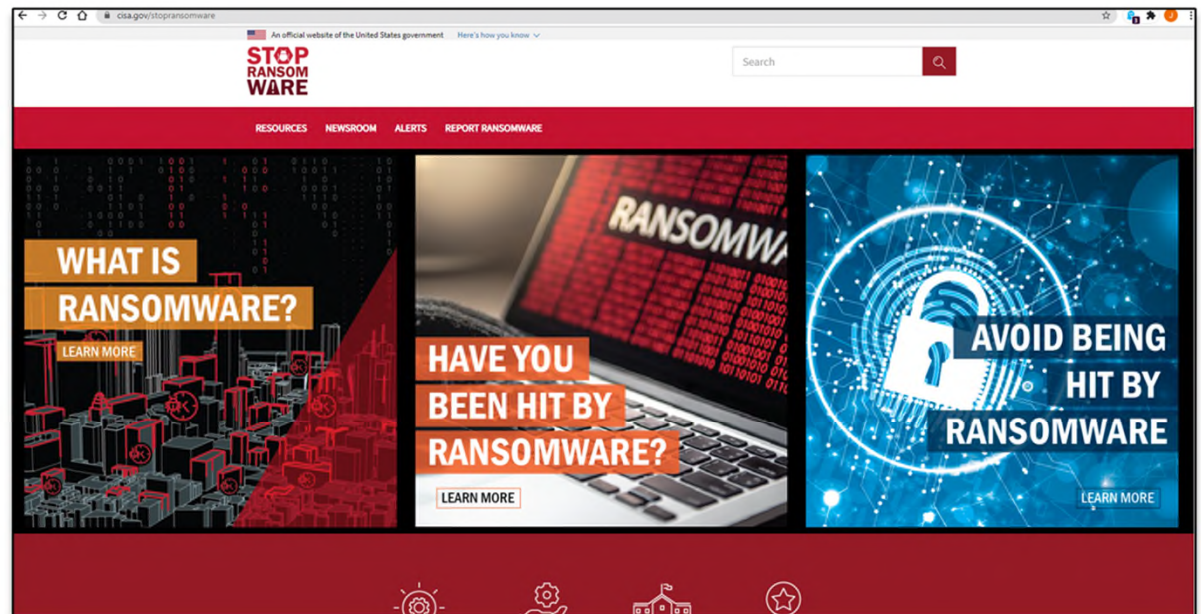 cisa.gov/stopransomware
An official website of the United States government Here's how you know
STOP
RANSOM
WARE
Search
RESOURCES NEWSROOM ALERTS REPORT RANSOMWARE
WHAT IS
RANSOMWARE?
LEARN MORE
RANSOMWA
HAVE YOU
BEEN HIT BY
RANSOMWARE?
LEARN MORE
AVOID BEING
HIT BY
RANSOMWARE
LEARN MORE